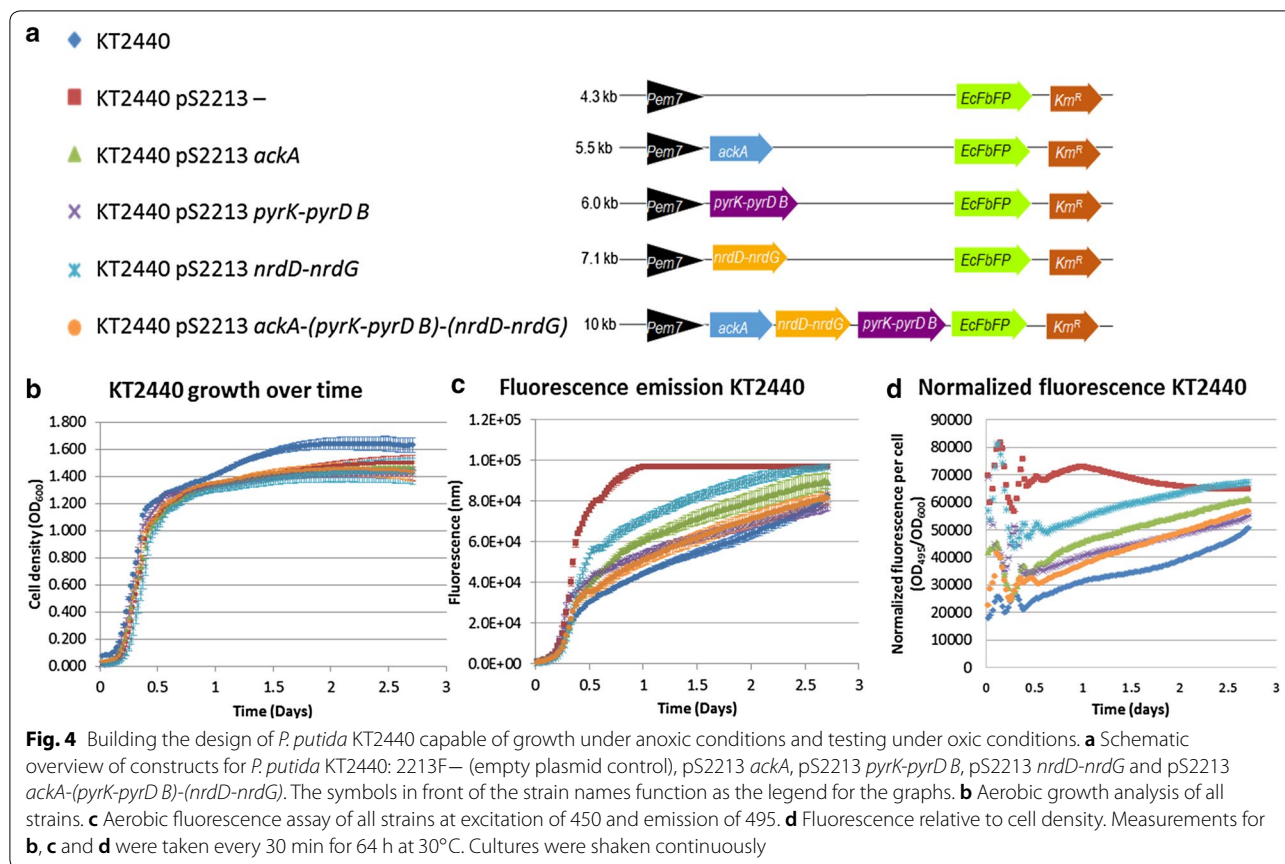 a
KT2440
KT2440 pS2213 –
KT2440 pS2213 ackA
KT2440 pS2213 pyrK-pyrD B
KT2440 pS2213 nrdD-nrdG
KT2440 pS2213 ackA-(pyrK-pyrD B)-(nrdD-nrdG)
4.3 kb Pem7 EcFbFP KmR
5.5 kb Pem7 ackA EcFbFP KmR
6.0 kb Pem7 pyrK-pyrD B EcFbFP KmR
7.1 kb Pem7 nrdD-nrdG EcFbFP KmR
10 kb Pem7 ackA nrdD-nrdG pyrK-pyrD B EcFbFP KmR
b KT2440 growth over time
Cell density (OD600)
1.800
1.600
1.400
1.200
1.000
0.800
0.600
0.400
0.200
0.000
0 0.5 1 1.5 2 2.5 3
Time (Days)
c Fluorescence emission KT2440
Fluorescence (nm)
1.2E+05
1.0E+05
8.0E+04
6.0E+04
4.0E+04
2.0E+04
0.0E+00
0 0.5 1 1.5 2 2.5 3
Time (Days)
d Normalized fluorescence KT2440
Normalized fluorescence per cell
(OD495/OD600)
90000
80000
70000
60000
50000
40000
30000
20000
10000
0
0 0.5 1 1.5 2 2.5 3
Time (days)
Fig. 4 Building the design of P. putida KT2440 capable of growth under anoxic conditions and testing under oxic conditions. a Schematic
overview of constructs for P. putida KT2440: 2213F— (empty plasmid control), pS2213 ackA, pS2213 pyrK-pyrD B, pS2213 nrdD-nrdG and pS2213
ackA-(pyrK-pyrD B)-(nrdD-nrdG). The symbols in front of the strain names function as the legend for the graphs. b Aerobic growth analysis of all
strains. c Aerobic fluorescence assay of all strains at excitation of 450 and emission of 495. d Fluorescence relative to cell density. Measurements for
b, c and d were taken every 30 min for 64 h at 30°C. Cultures were shaken continuously